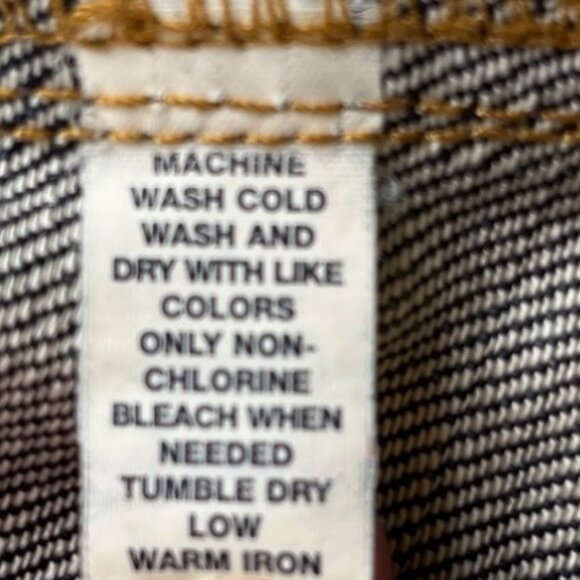 MACHINE
WASH COLD
WASH AND
DRY WITH LIKE
COLORS
ONLY NON-
CHLORINE
BLEACH WHEN
NEEDED
TUMBLE DRY
LOW
WARM IRON